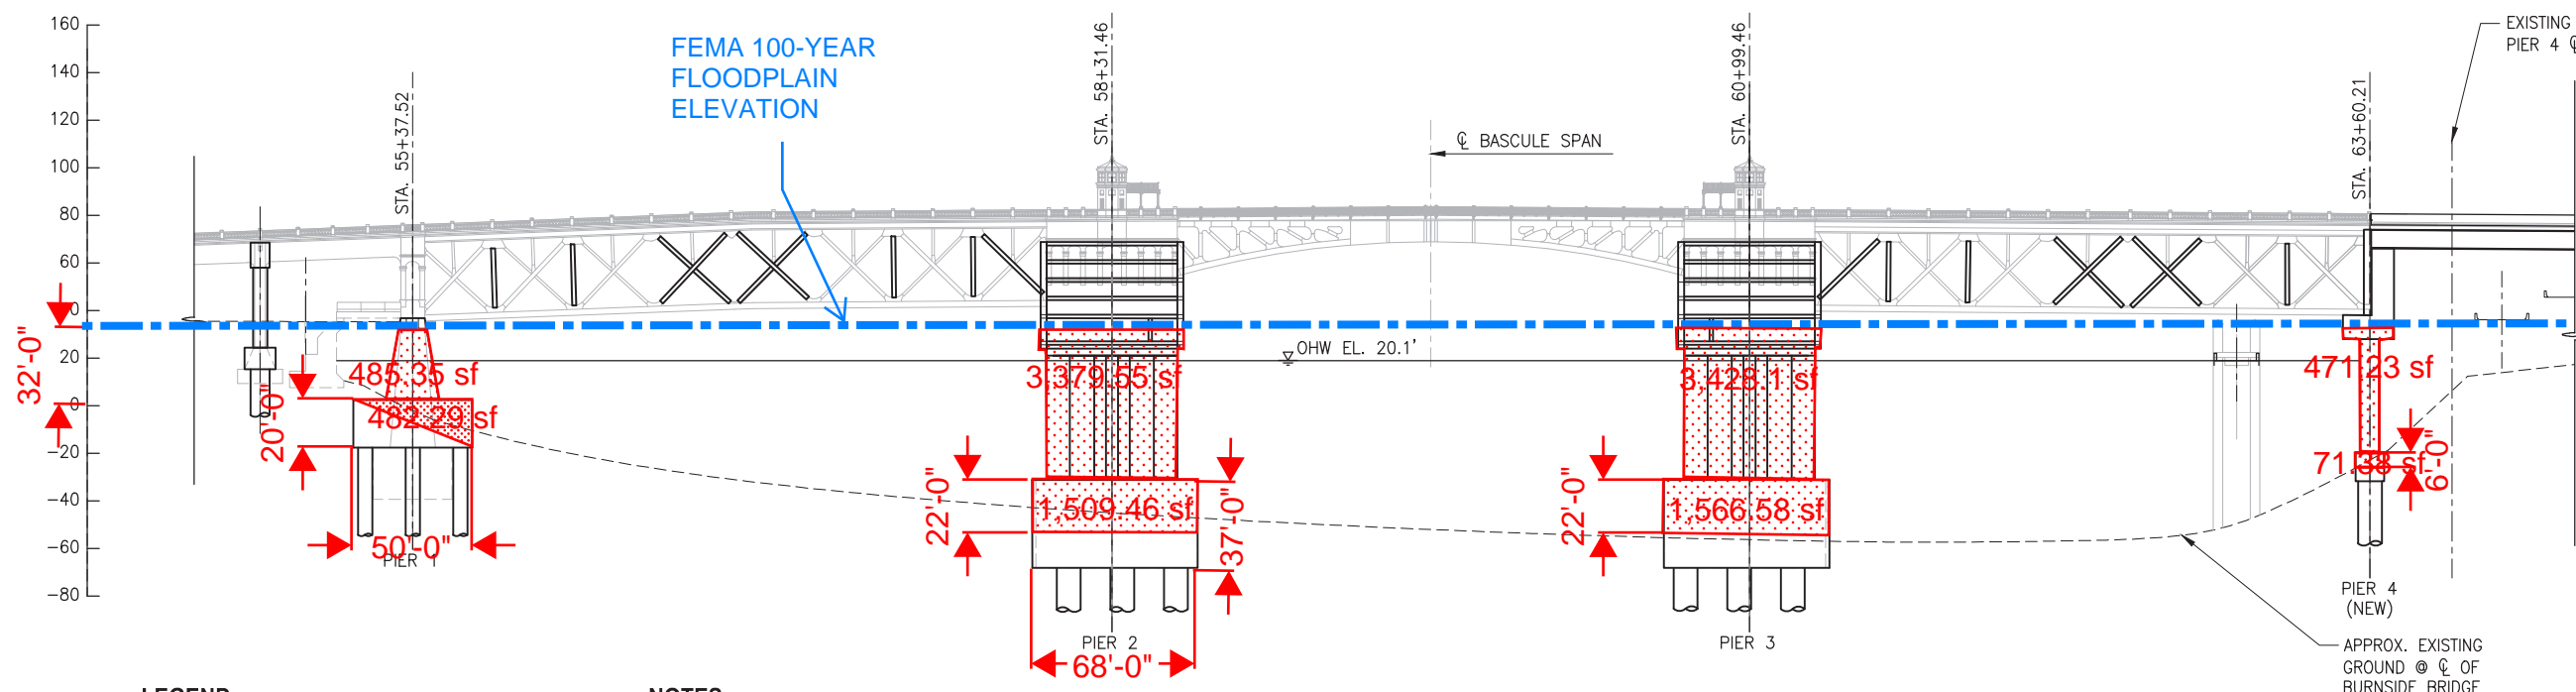 160
140
120
100
80
60
40
20
0
-20
-40
-60
-80
FEMA 100-YEAR
FLOODPLAIN
ELEVATION
STA. 55+37.52
STA. 58+31.46
STA. 60+99.46
STA. 63+60.21
EXISTING
PIER 4 ℄
℄ BASCULE SPAN
OHW EL. 20.1'
32'-0"
485.35 sf
482.29 sf
20'-0"
50'-0"
PIER 1
3,379.55 sf
22'-0"
1,509.46 sf
37'-0"
PIER 2
68'-0"
3,428.1 sf
22'-0"
1,566.58 sf
PIER 3
471.23 sf
71.38 sf
6'-0"
PIER 4
(NEW)
APPROX. EXISTING
GROUND @ ℄ OF
BURNSIDE BRIDGE
LEGEND
NOTES